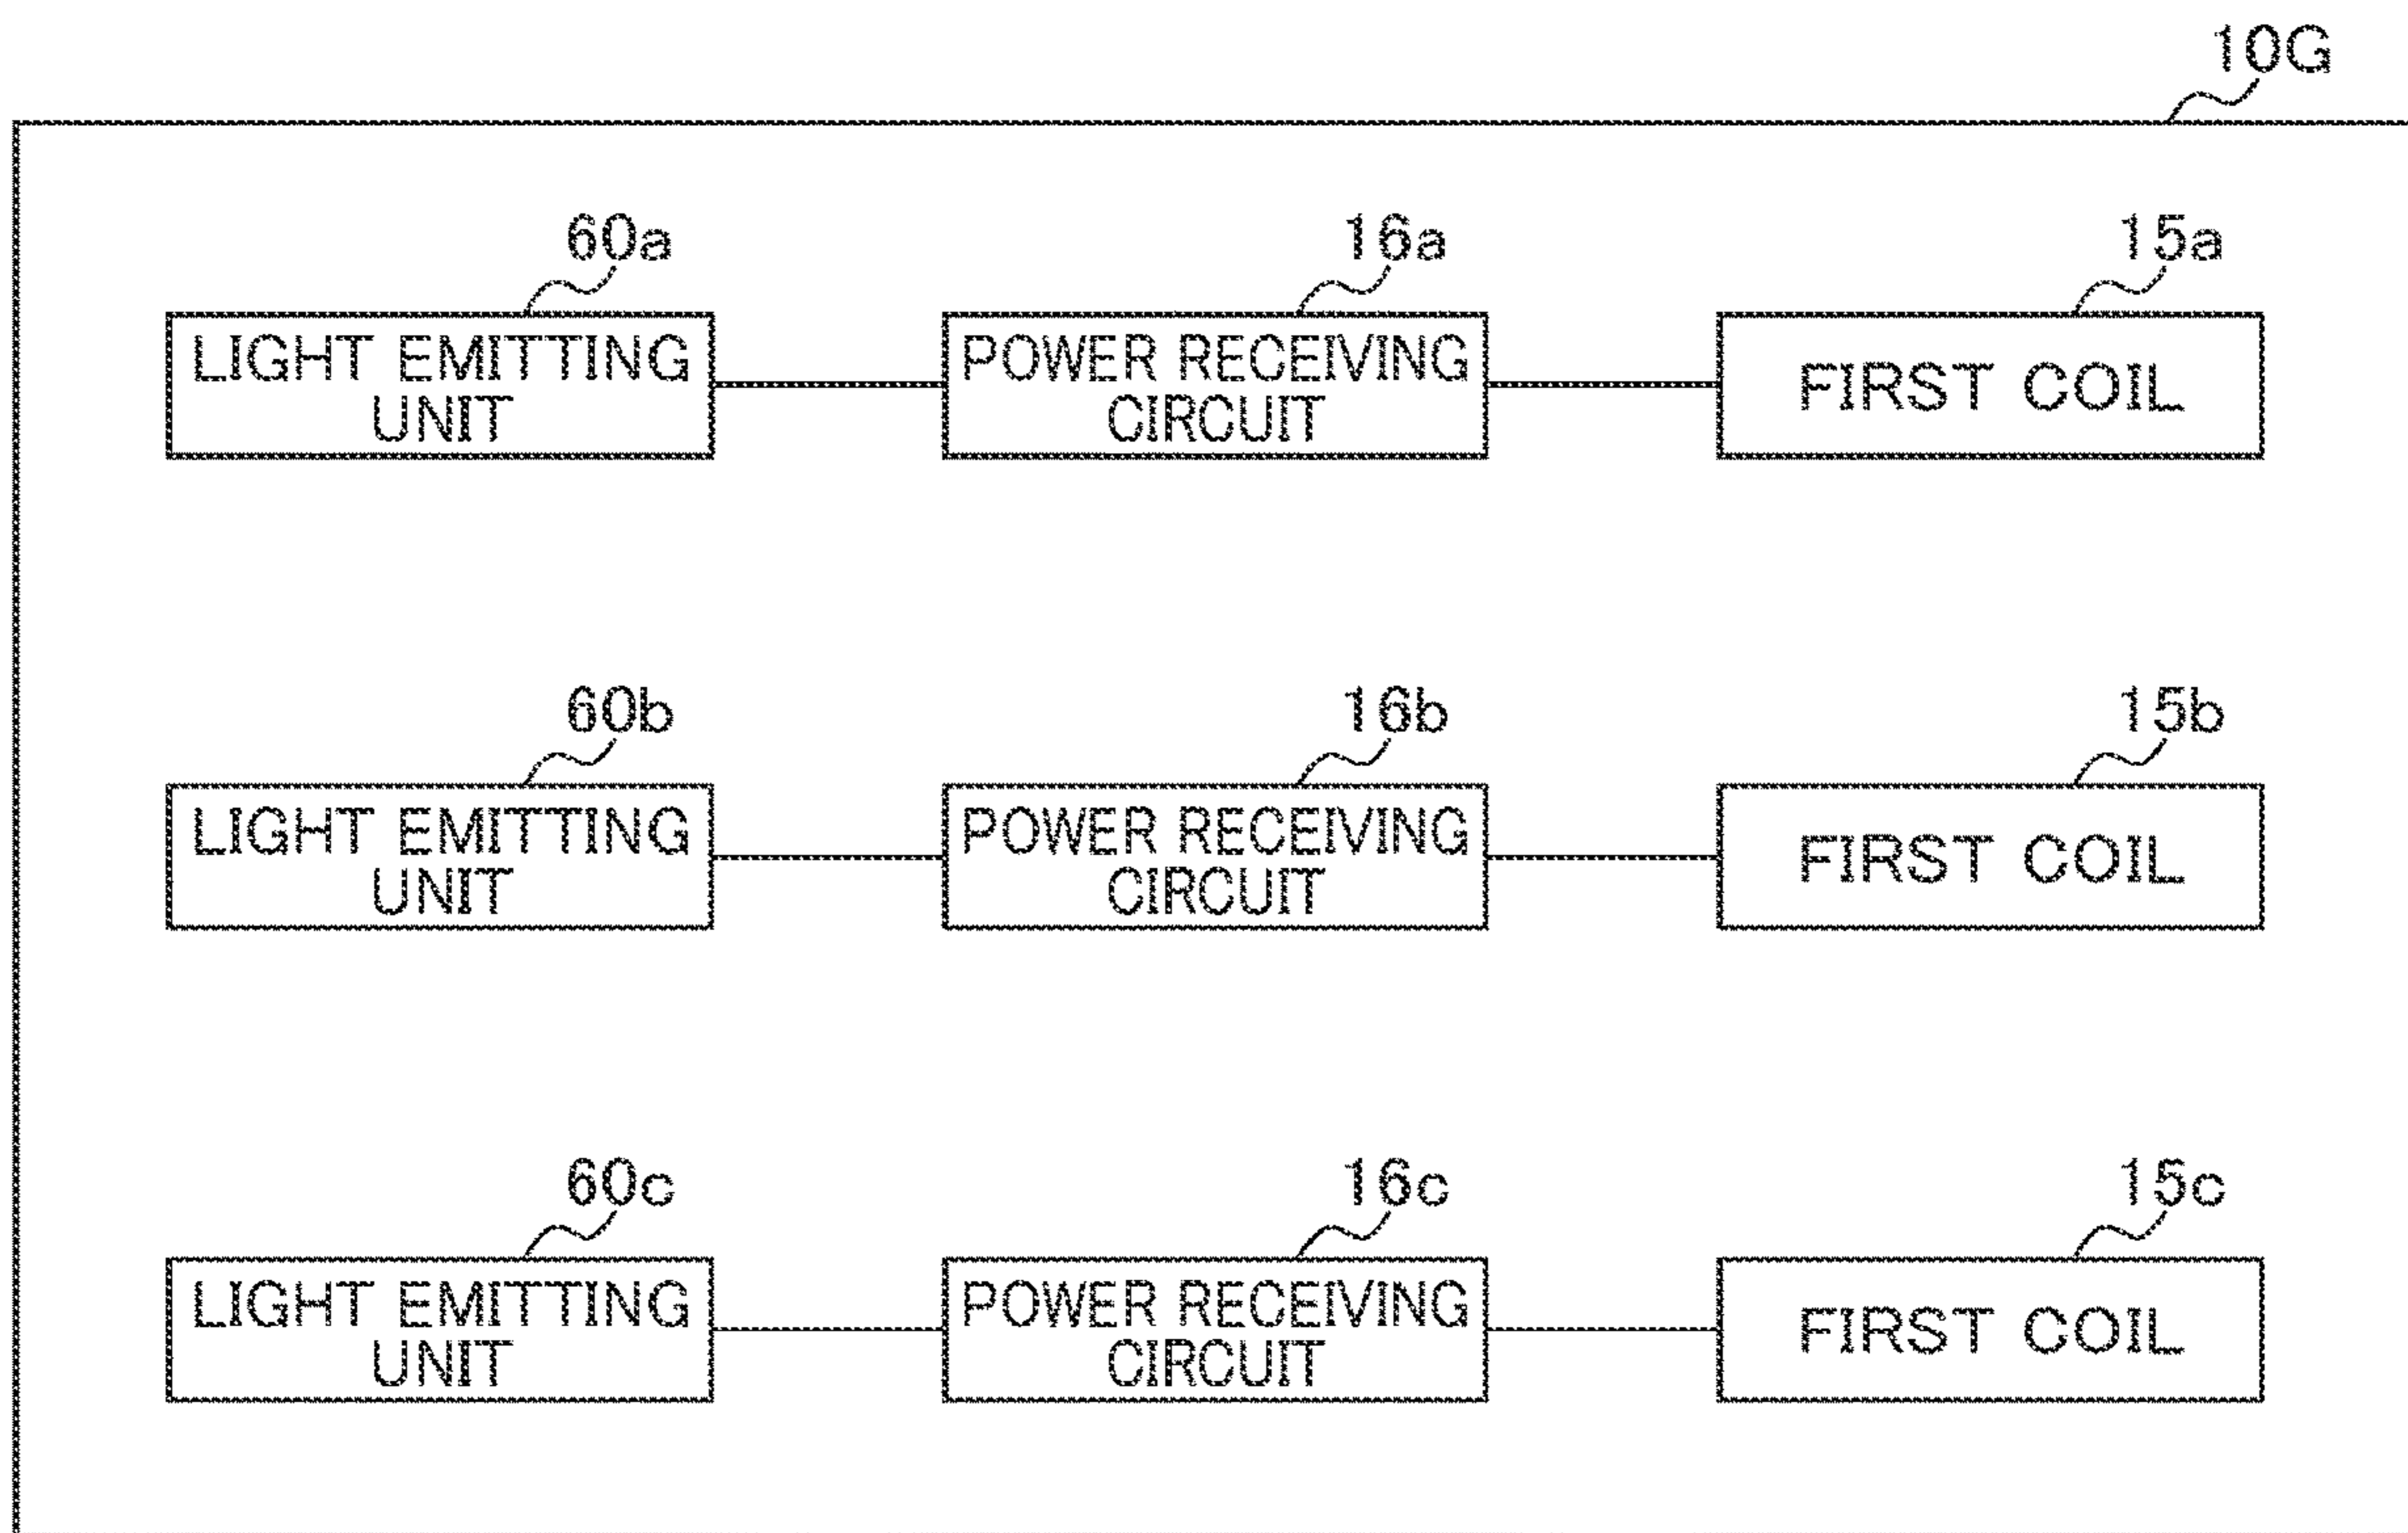 10G
60a 16a 15a
LIGHT EMITTING POWER RECEIVING FIRST COIL
UNIT CIRCUIT
60b 16b 15b
LIGHT EMITTING POWER RECEIVING FIRST COIL
UNIT CIRCUIT
60c 16c 15c
LIGHT EMITTING POWER RECEIVING FIRST COIL
UNIT CIRCUIT